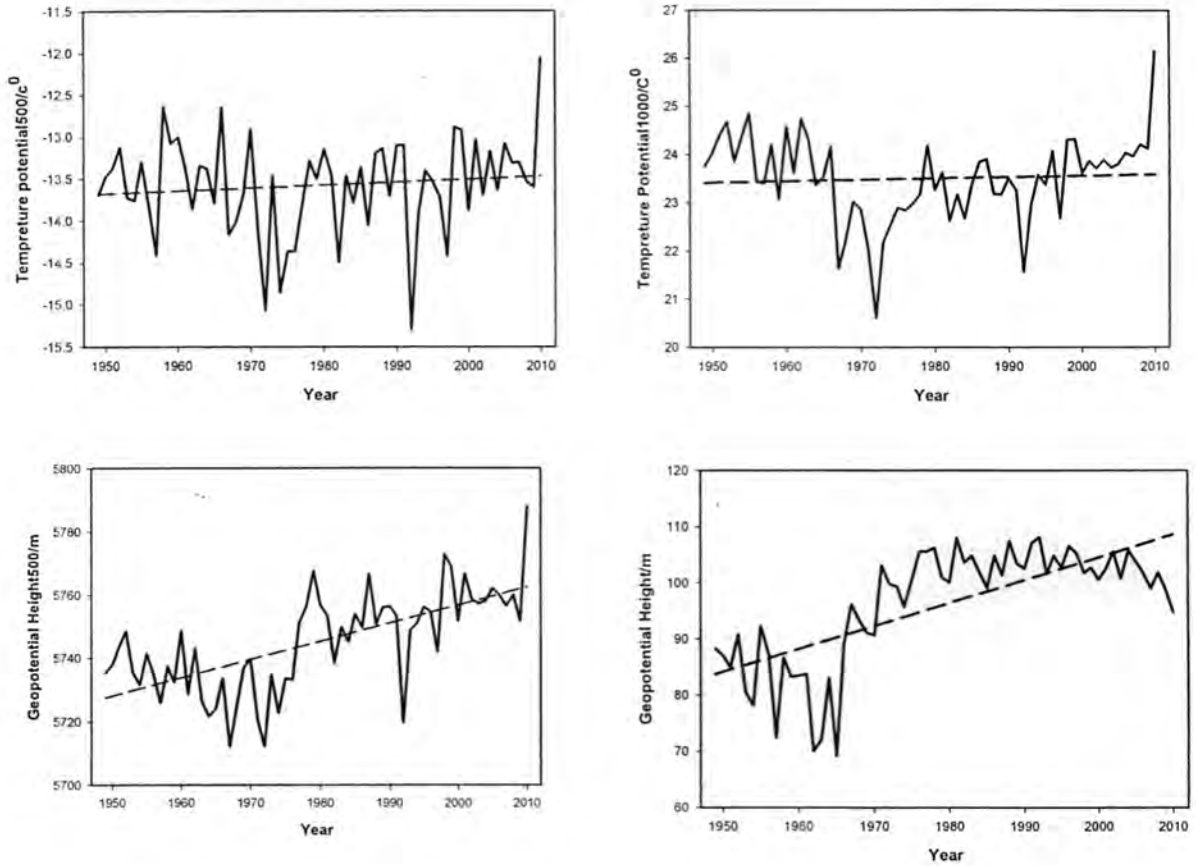 -11.5
-12.0
-12.5
-13.0
-13.5
-14.0
-14.5
-15.0
-15.5
Tempreture potential500/c⁰
1950 1960 1970 1980 1990 2000 2010
Year
27
26
25
24
23
22
21
20
Tempreture Potential1000/C⁰
1950 1960 1970 1980 1990 2000 2010
Year
5800
5780
5760
5740
5720
5700
Geopotential Height500/m
1950 1960 1970 1980 1990 2000 2010
Year
120
110
100
90
80
70
60
Geopotential Height/m
1950 1960 1970 1980 1990 2000 2010
Year